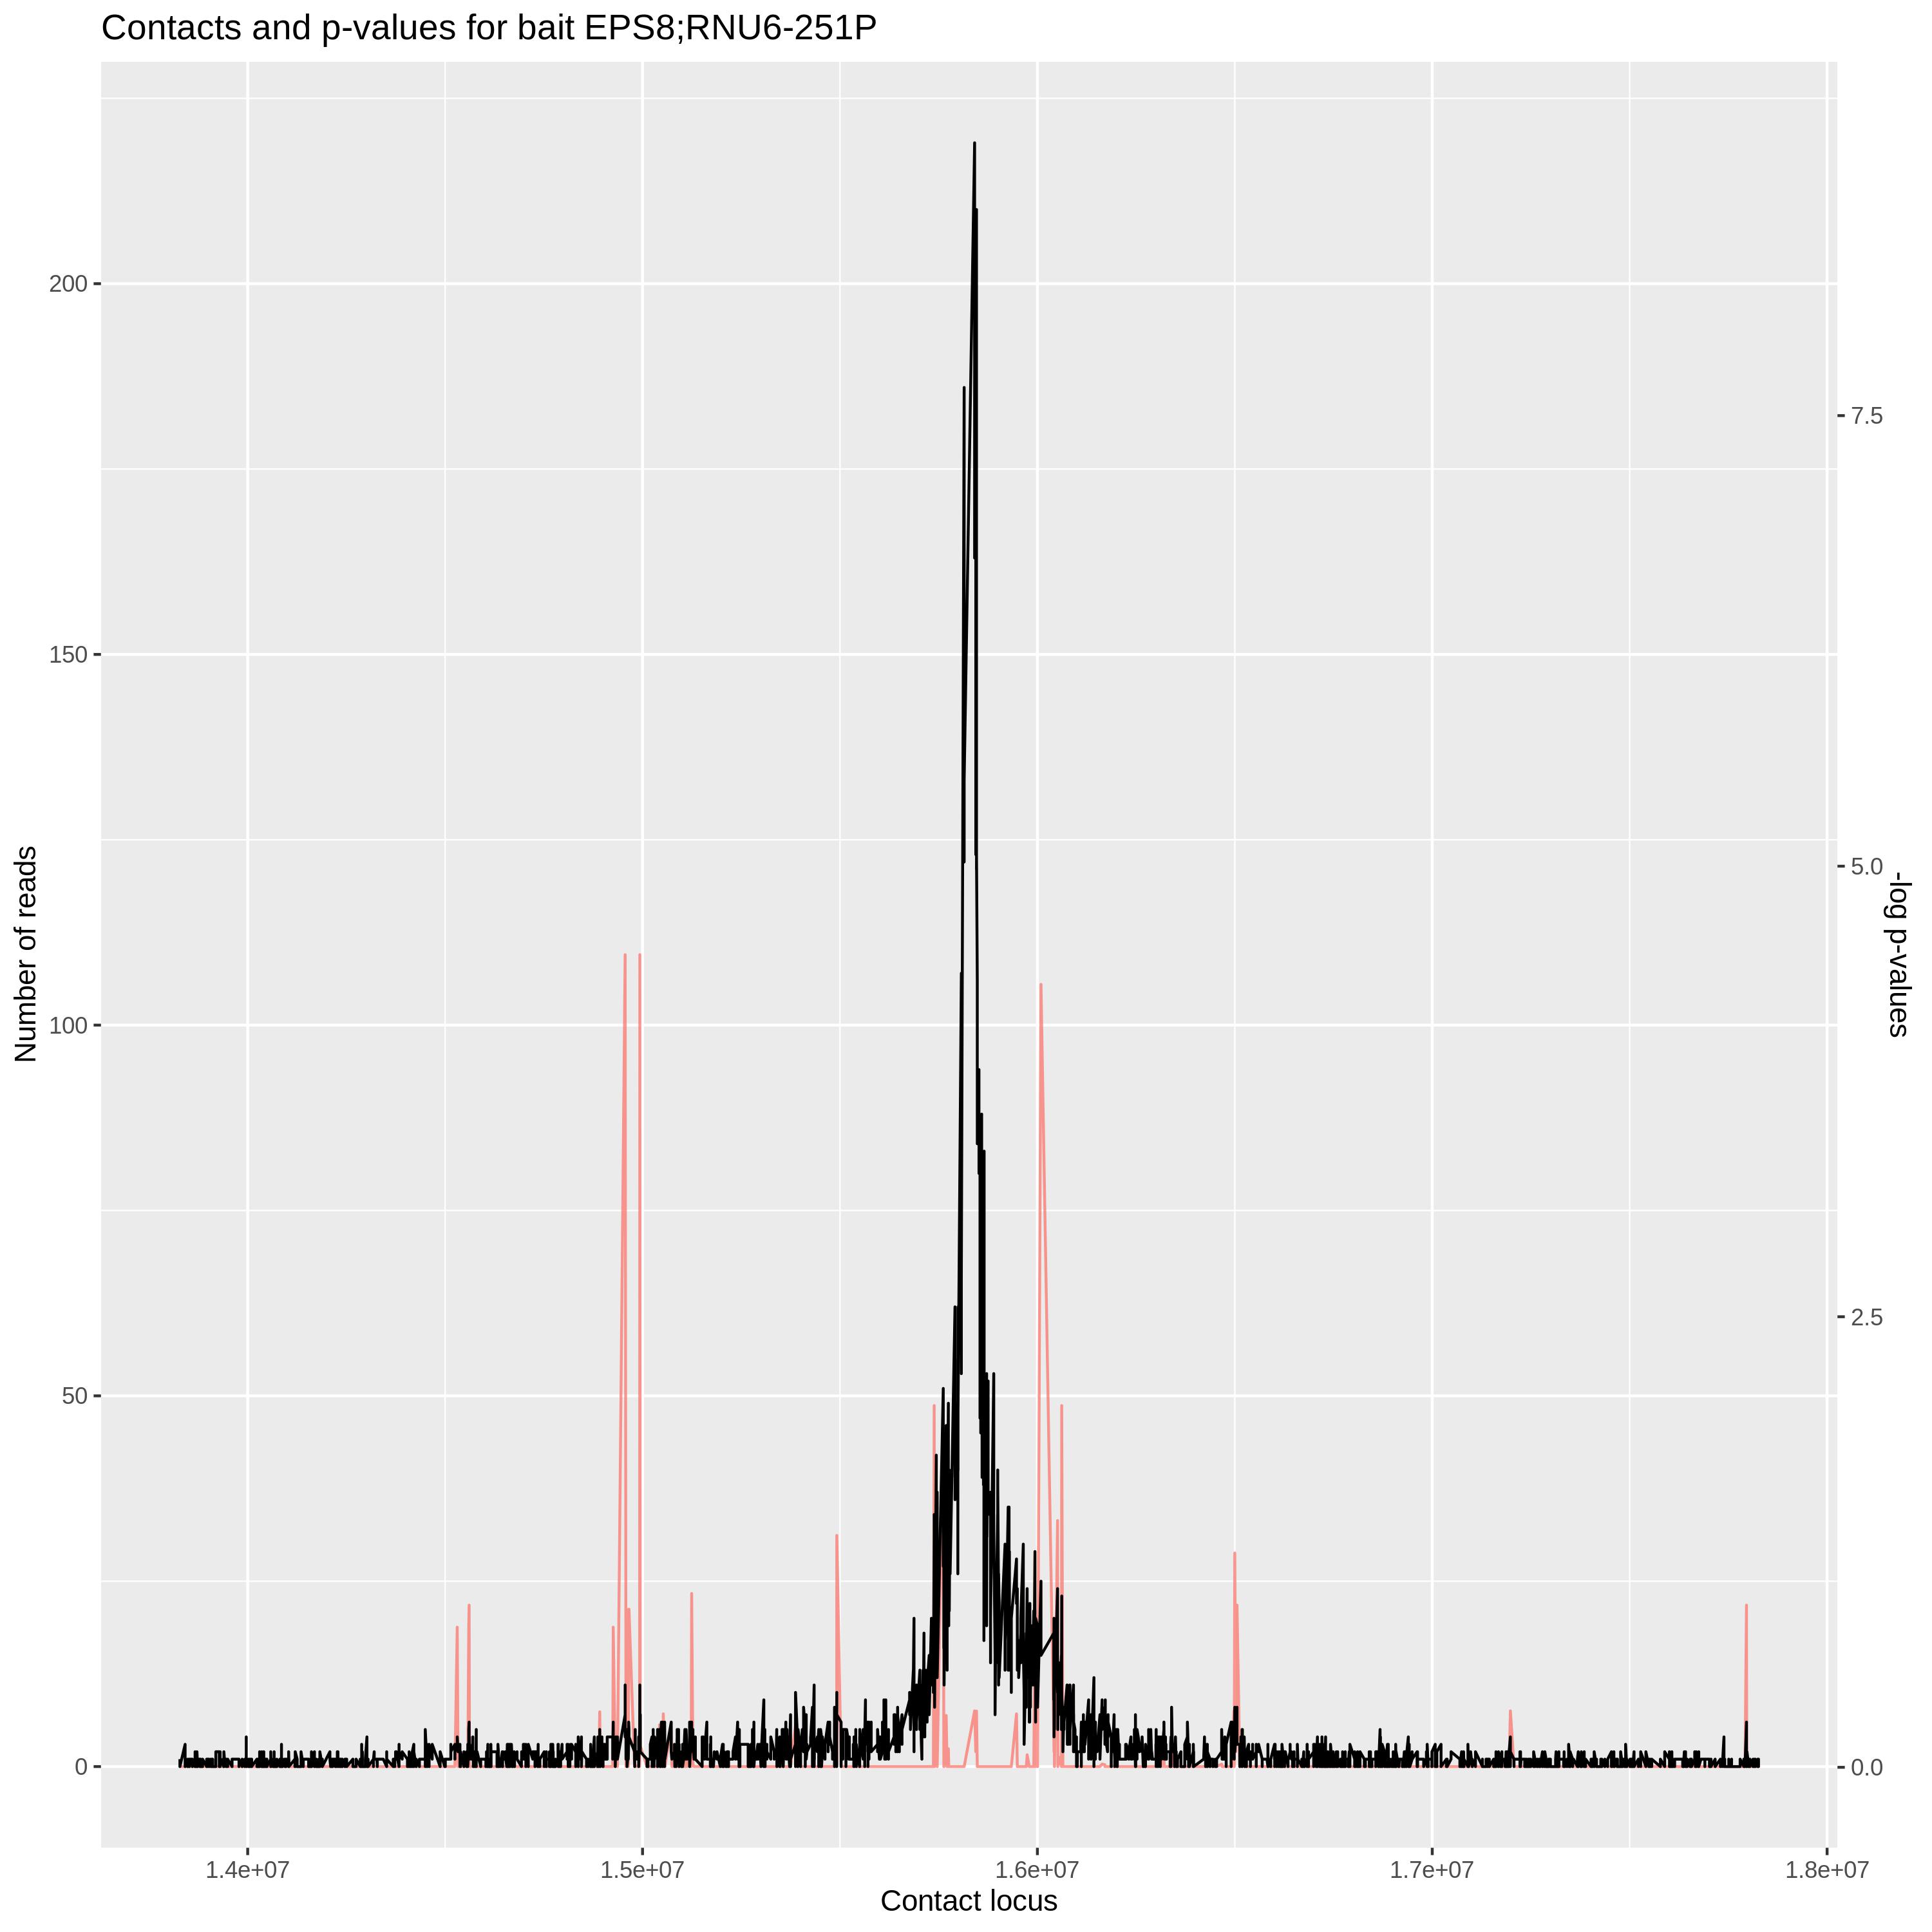 Contacts and p-values for bait EPS8;RNU6-251P
Number of reads
200
150
100
50
0
7.5
5.0
2.5
0.0
-log p-values
1.4e+07
1.5e+07
1.6e+07
1.7e+07
1.8e+07
Contact locus